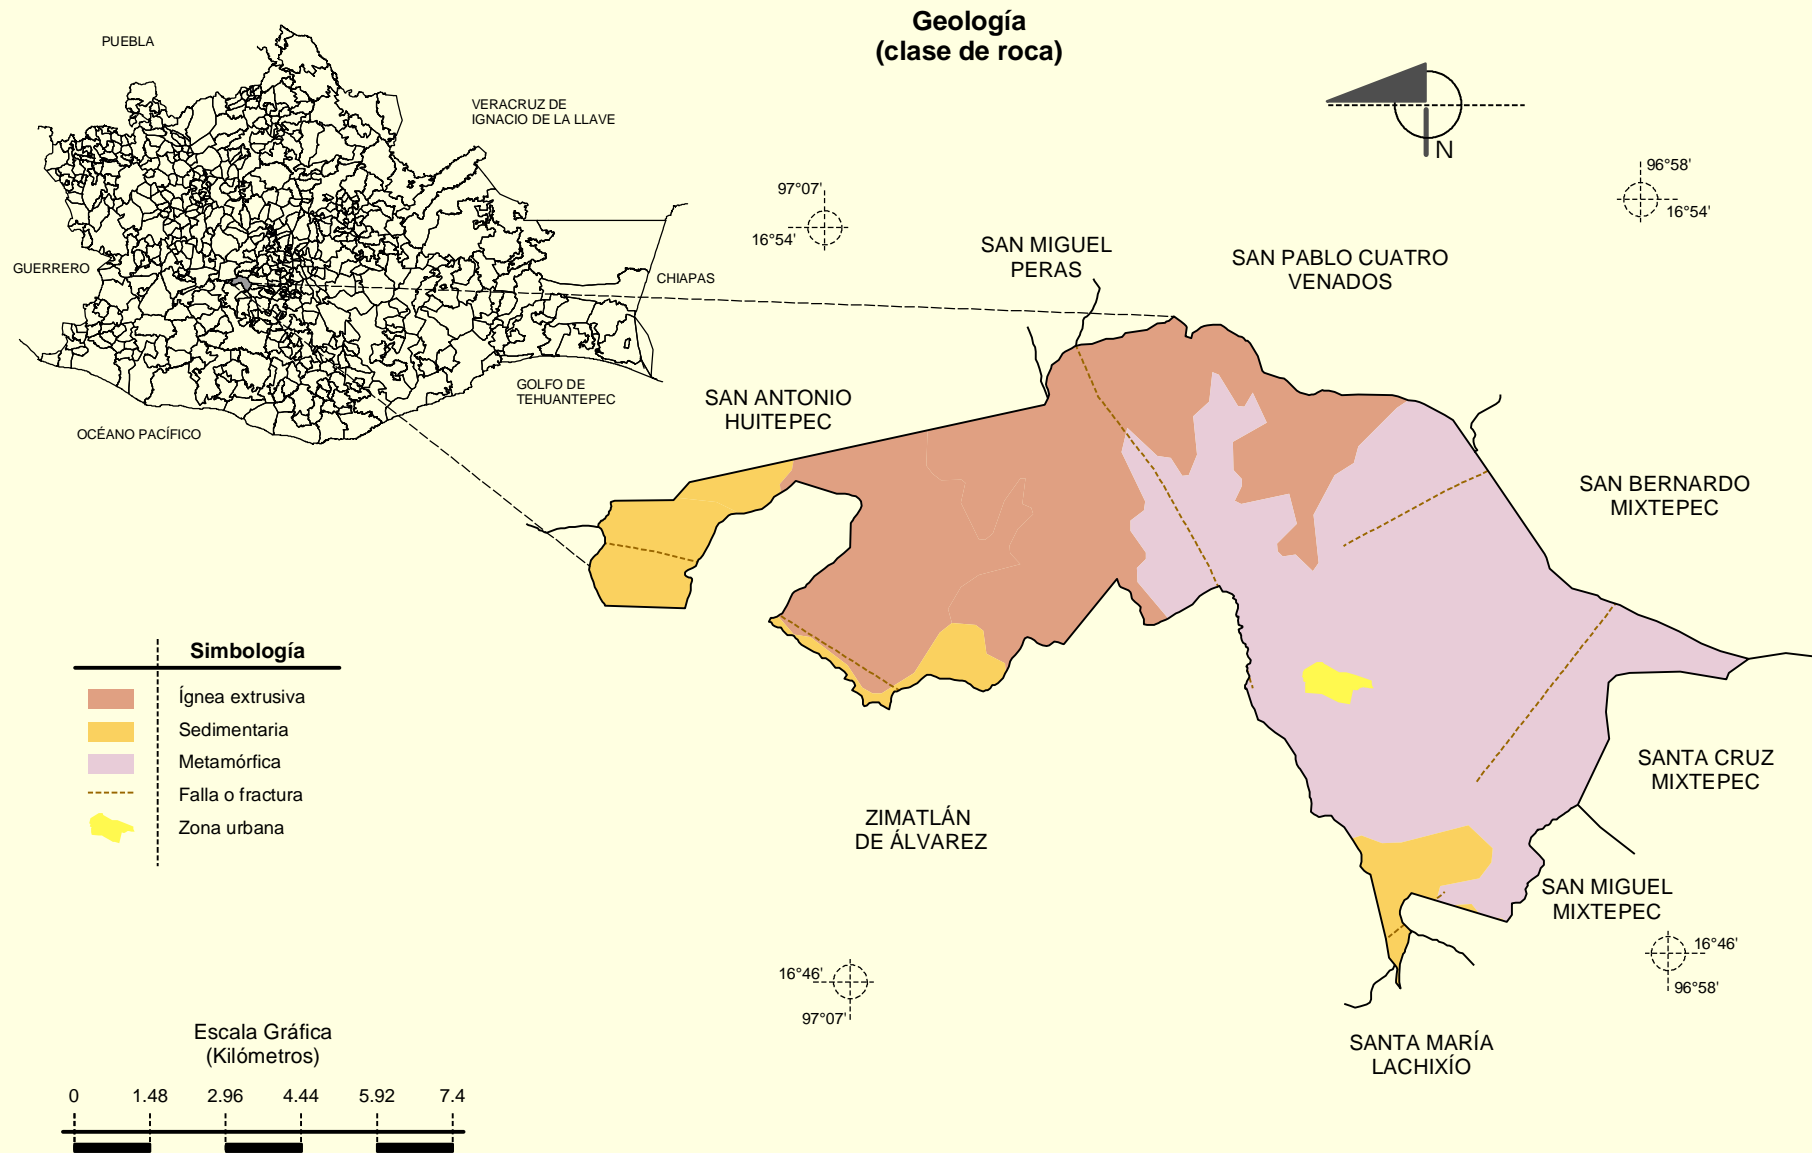 Geología
(clase de roca)
PUEBLA
VERACRUZ DE
IGNACIO DE LA LLAVE
GUERRERO
CHIAPAS
GOLFO DE
TEHUANTEPEC
OCÉANO PACÍFICO
N
97°07'
16°54'
96°58'
16°54'
SAN MIGUEL
PERAS
SAN PABLO CUATRO
VENADOS
SAN ANTONIO
HUITEPEC
SAN BERNARDO
MIXTEPEC
SANTA CRUZ
MIXTEPEC
ZIMATLÁN
DE ÁLVAREZ
SAN MIGUEL
MIXTEPEC
16°46'
97°07'
16°46'
96°58'
SANTA MARÍA
LACHIXÍO
Simbología
Ígnea extrusiva
Sedimentaria
Metamórfica
Falla o fractura
Zona urbana
Escala Gráfica
(Kilómetros)
0 1.48 2.96 4.44 5.92 7.4